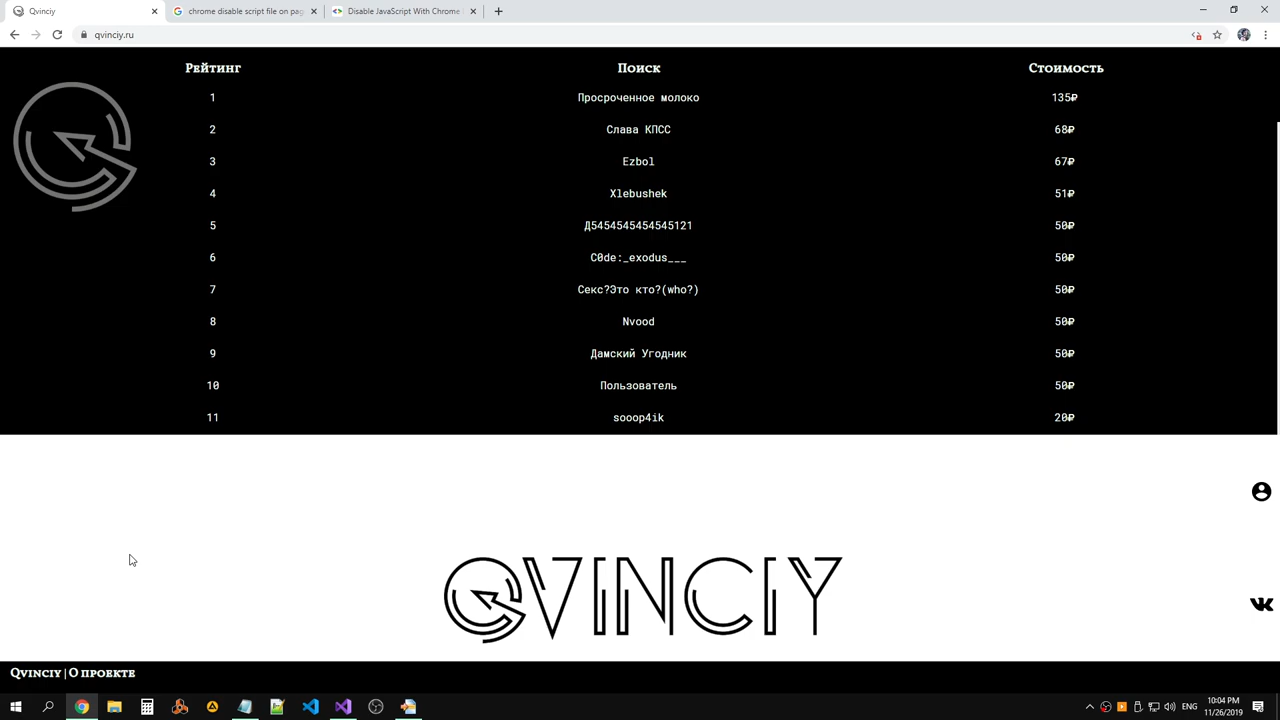 Qvinciy
chrome disable script file on pag
Disable JavaScript With Chrome
qvinciy.ru
Рейтинг Поиск Стоимость
1 Просроченное молоко 135₽
2 Слава КПСС 68₽
3 Ezbol 67₽
4 Xlebushek 51₽
5 Д5454545454545121 50₽
6 C0de:_exodus___ 50₽
7 Секс?Это кто?(who?) 50₽
8 Nvood 50₽
9 Дамский Угодник 50₽
10 Пользователь 50₽
11 sooop4ik 20₽
QVINCIY
Qvinciy | О проекте
ENG
10:04 PM
11/26/2019